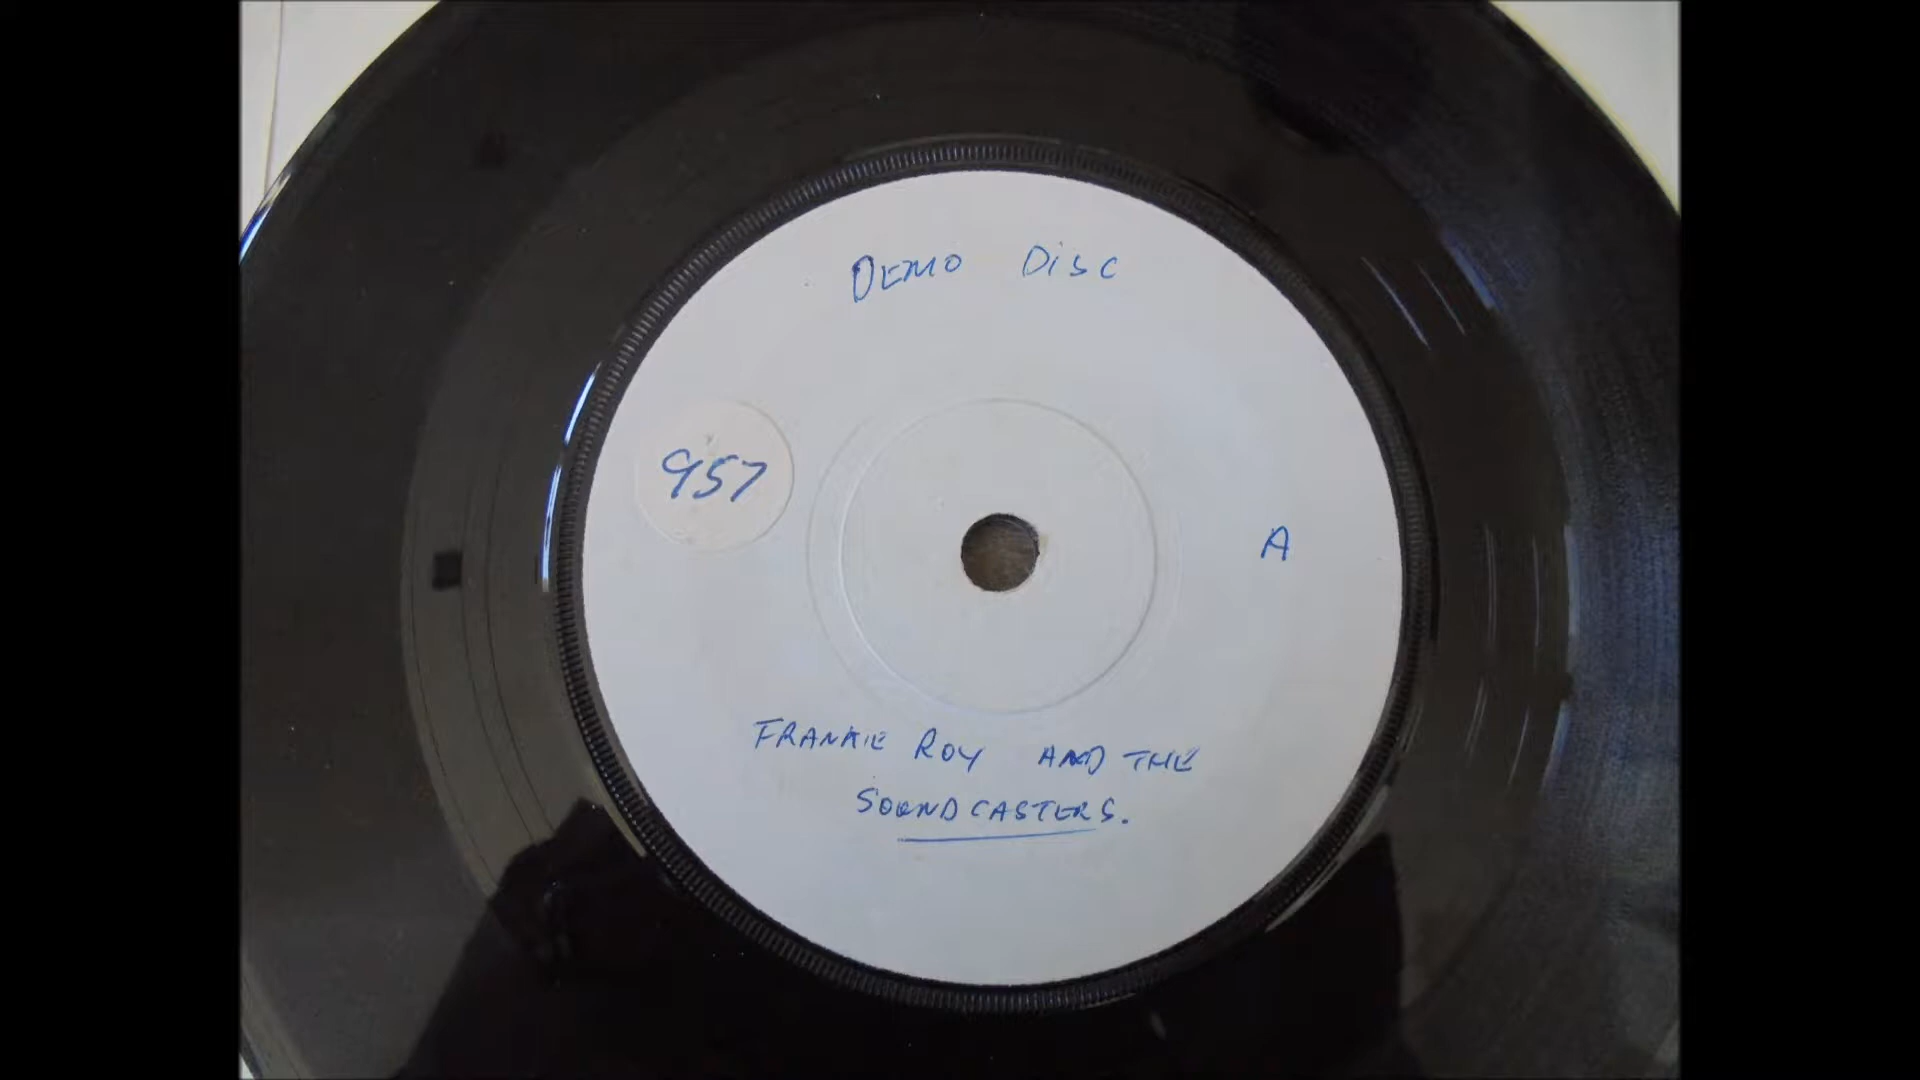 DEMO DISC
957
A
FRANKIE ROY AND THE
SOUNDCASTERS.